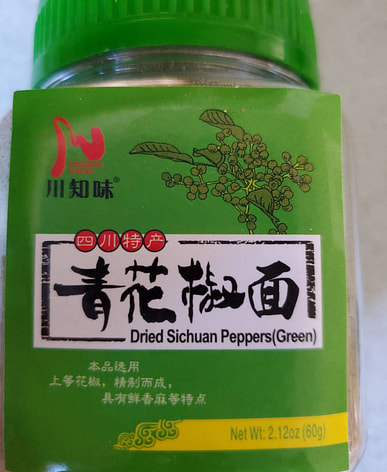 川知味®
四川特产
青花椒面
Dried Sichuan Peppers(Green)
本品选用
上等花椒，精制而成，
具有鲜香麻等特点
Net Wt: 2.12oz (60g)